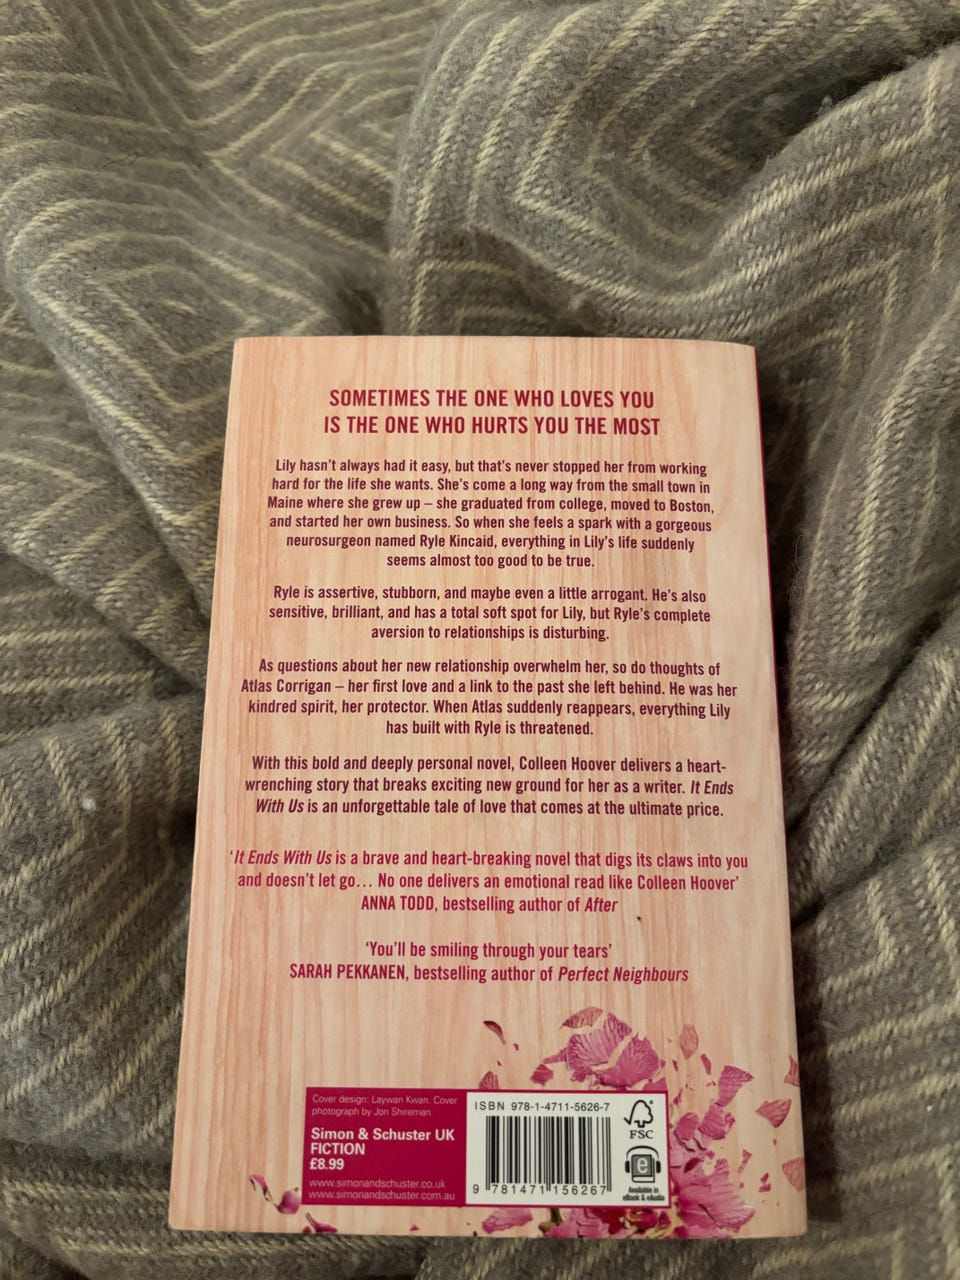 SOMETIMES THE ONE WHO LOVES YOU
IS THE ONE WHO HURTS YOU THE MOST
Lily hasn't always had it easy, but that's never stopped her from working
hard for the life she wants. She's come a long way from the small town in
Maine where she grew up – she graduated from college, moved to Boston,
and started her own business. So when she feels a spark with a gorgeous
neurosurgeon named Ryle Kincaid, everything in Lily's life suddenly
seems almost too good to be true.
Ryle is assertive, stubborn, and maybe even a little arrogant. He's also
sensitive, brilliant, and has a total soft spot for Lily, but Ryle's complete
aversion to relationships is disturbing.
As questions about her new relationship overwhelm her, so do thoughts of
Atlas Corrigan – her first love and a link to the past she left behind. He was her
kindred spirit, her protector. When Atlas suddenly reappears, everything Lily
has built with Ryle is threatened.
With this bold and deeply personal novel, Colleen Hoover delivers a heart-
wrenching story that breaks exciting new ground for her as a writer. It Ends
With Us is an unforgettable tale of love that comes at the ultimate price.
'It Ends With Us is a brave and heart-breaking novel that digs its claws into you
and doesn't let go… No one delivers an emotional read like Colleen Hoover'
ANNA TODD, bestselling author of After
'You'll be smiling through your tears'
SARAH PEKKANEN, bestselling author of Perfect Neighbours
Cover design: Laywan Kwan. Cover
photograph by Jon Shireman.
Simon & Schuster UK
FICTION
£8.99
www.simonandschuster.co.uk
www.simonandschuster.com.au
ISBN 978-1-4711-5626-7
9 781471 156267
FSC
e
Available in
eBook & eAudio